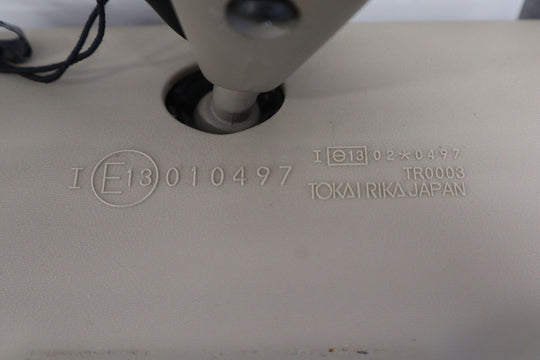 I E13 010497
I e13 02*0497
TR0003
TOKAI RIKA JAPAN